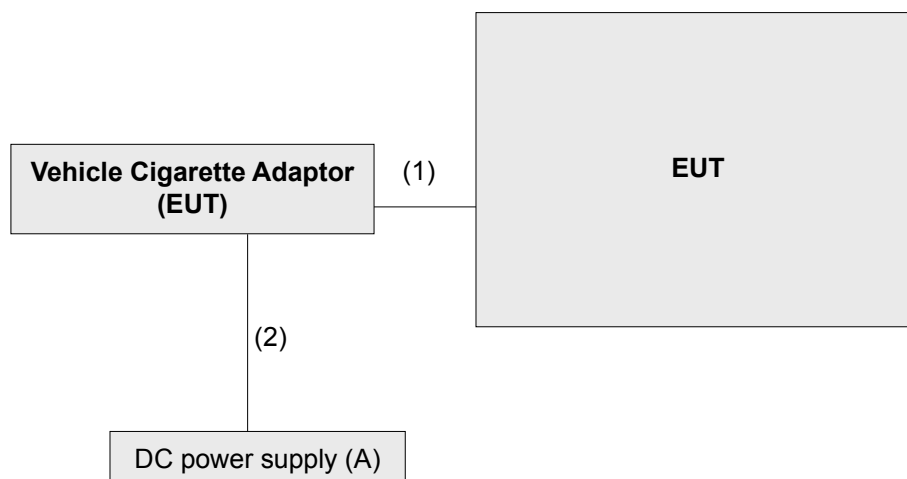 Vehicle Cigarette Adaptor
(EUT)
(1)
EUT
(2)
DC power supply (A)